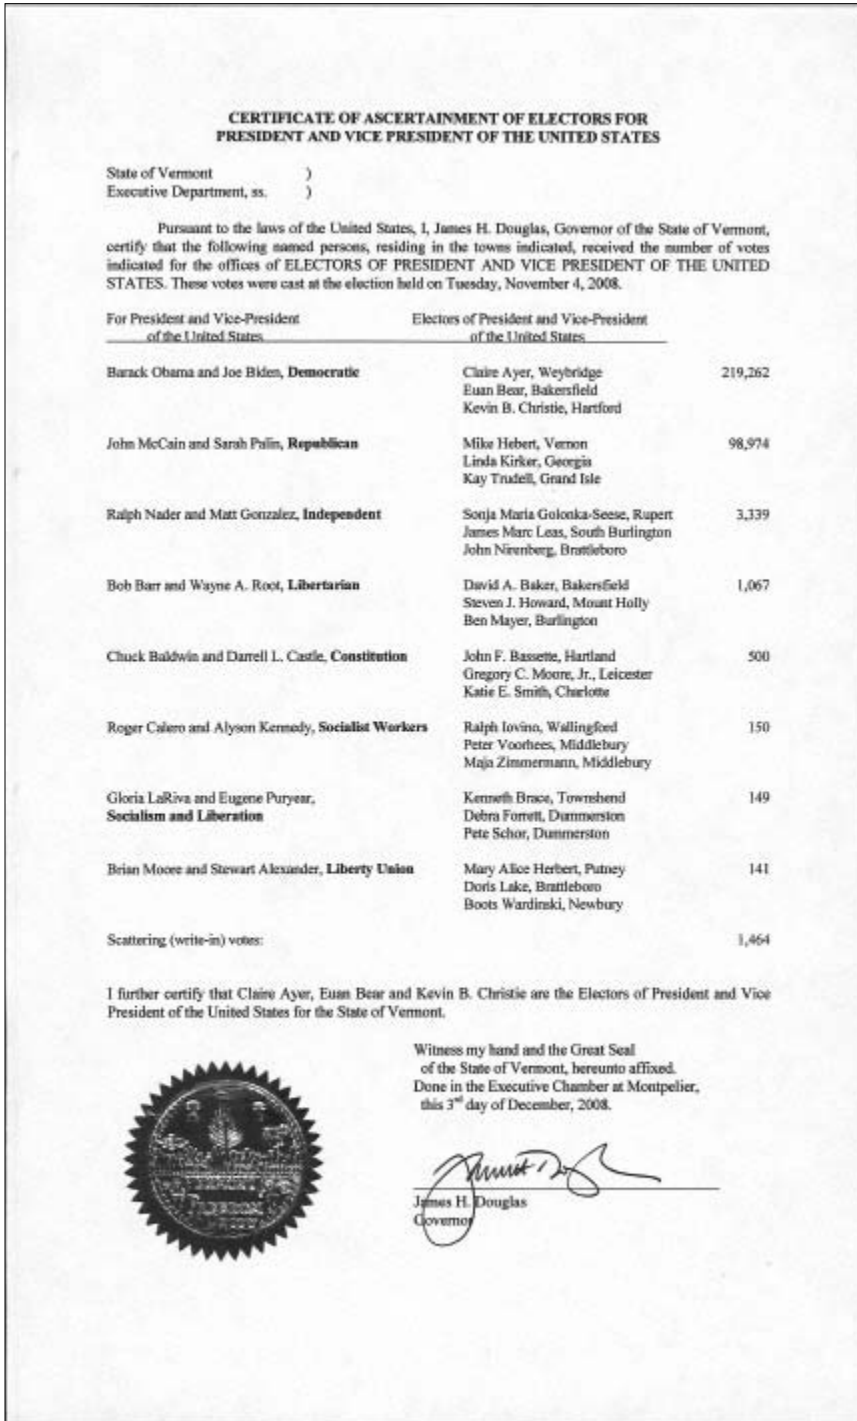 CERTIFICATE OF ASCERTAINMENT OF ELECTORS FOR
PRESIDENT AND VICE PRESIDENT OF THE UNITED STATES
State of Vermont )
Executive Department, ss. )
Pursuant to the laws of the United States, I, James H. Douglas, Governor of the State of Vermont,
certify that the following named persons, residing in the towns indicated, received the number of votes
indicated for the offices of ELECTORS OF PRESIDENT AND VICE PRESIDENT OF THE UNITED
STATES. These votes were cast at the election held on Tuesday, November 4, 2008.
For President and Vice-President Electors of President and Vice-President
of the United States of the United States
Barack Obama and Joe Biden, Democratic Claire Ayer, Weybridge 219,262
Euan Bear, Bakersfield
Kevin B. Christie, Hartford
John McCain and Sarah Palin, Republican Mike Hebert, Vernon 98,974
Linda Kirker, Georgia
Kay Trudell, Grand Isle
Ralph Nader and Matt Gonzalez, Independent Sonja Maria Golonka-Seese, Rupert 3,339
James Marc Leas, South Burlington
John Nirenberg, Brattleboro
Bob Barr and Wayne A. Root, Libertarian David A. Baker, Bakersfield 1,067
Steven J. Howard, Mount Holly
Ben Mayer, Burlington
Chuck Baldwin and Darrell L. Castle, Constitution John F. Bassette, Hartland 500
Gregory C. Moore, Jr., Leicester
Katie E. Smith, Charlotte
Roger Calero and Alyson Kennedy, Socialist Workers Ralph Iovino, Wallingford 150
Peter Voorhees, Middlebury
Maja Zimmermann, Middlebury
Gloria LaRiva and Eugene Puryear, Kenneth Brace, Townshend 149
Socialism and Liberation Debra Forrett, Dummerston
Pete Schor, Dummerston
Brian Moore and Stewart Alexander, Liberty Union Mary Alice Herbert, Putney 141
Doris Lake, Brattleboro
Boots Wardinski, Newbury
Scattering (write-in) votes: 1,464
I further certify that Claire Ayer, Euan Bear and Kevin B. Christie are the Electors of President and Vice
President of the United States for the State of Vermont.
Witness my hand and the Great Seal
of the State of Vermont, hereunto affixed.
Done in the Executive Chamber at Montpelier,
this 3rd day of December, 2008.
James H. Douglas
Governor